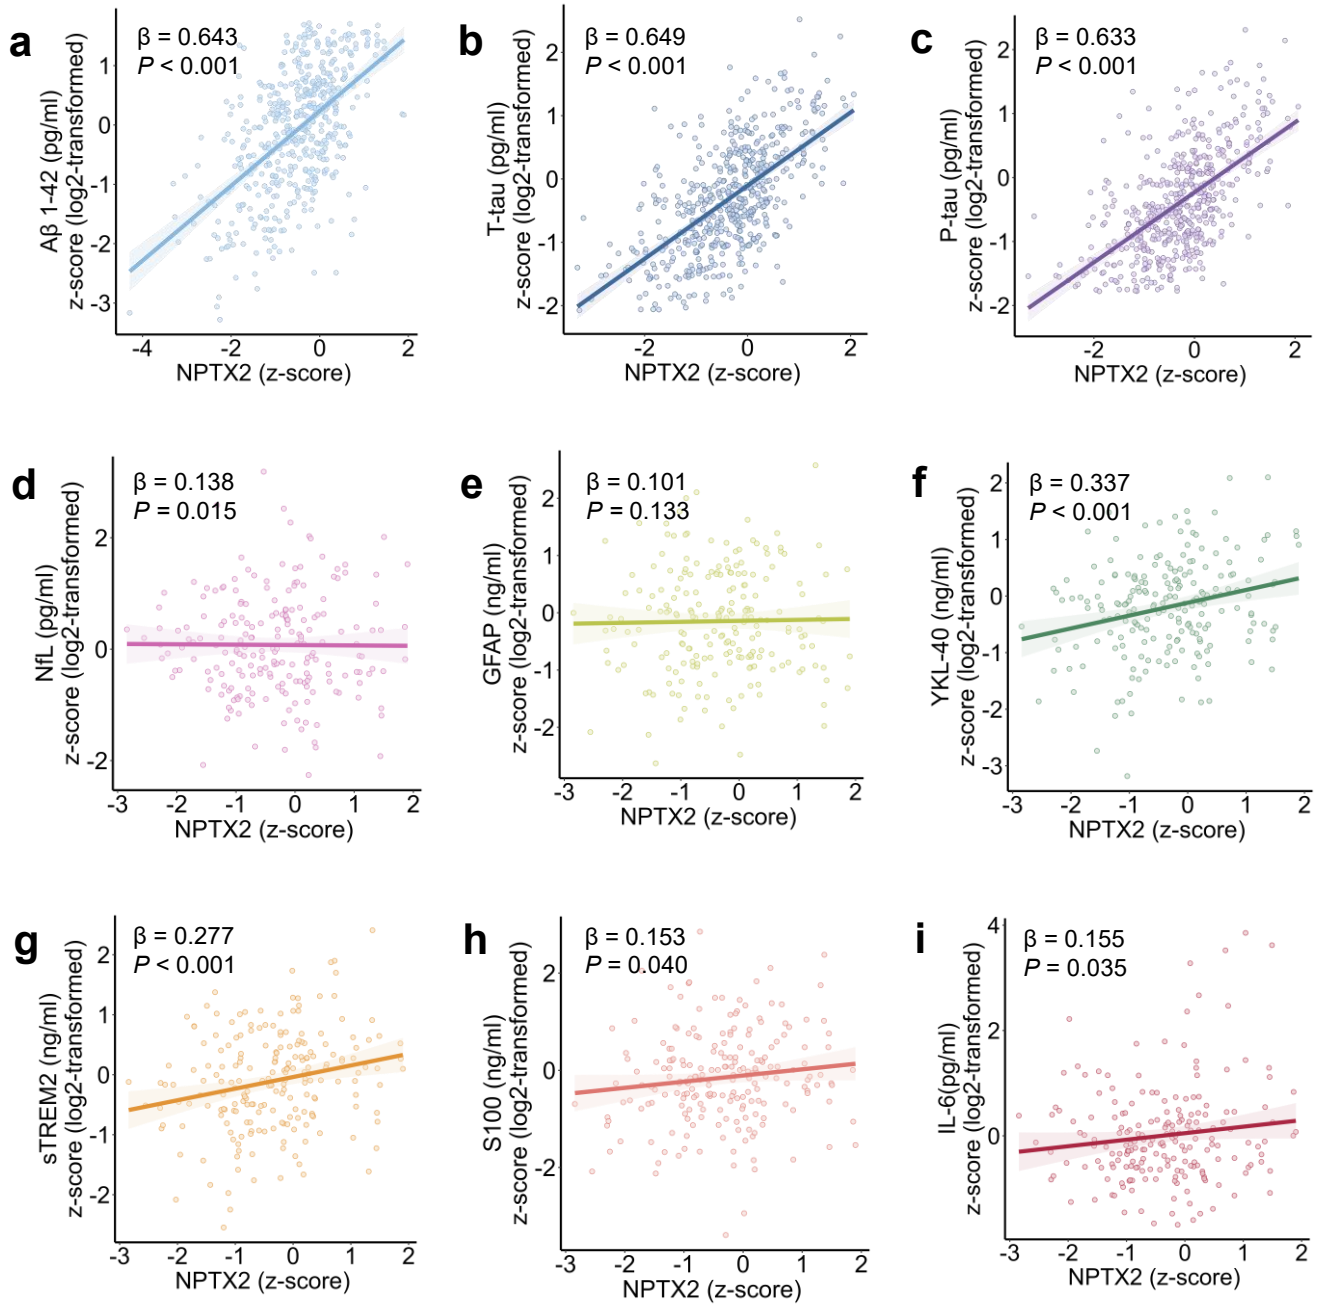 a
β = 0.643
P < 0.001
Aβ 1-42 (pg/ml)
z-score (log2-transformed)
1
0
-1
-2
-3
-4
-2
0
2
NPTX2 (z-score)
b
β = 0.649
P < 0.001
T-tau (pg/ml)
z-score (log2-transformed)
2
1
0
-1
-2
-2
0
2
NPTX2 (z-score)
c
β = 0.633
P < 0.001
P-tau (pg/ml)
z-score (log2-transformed)
2
1
0
-1
-2
-2
0
2
NPTX2 (z-score)
d
β = 0.138
P = 0.015
NfL (pg/ml)
z-score (log2-transformed)
2
0
-2
-3
-2
-1
0
1
2
NPTX2 (z-score)
e
β = 0.101
P = 0.133
GFAP (ng/ml)
z-score (log2-transformed)
2
1
0
-1
-2
-3
-2
-1
0
1
2
NPTX2 (z-score)
f
β = 0.337
P < 0.001
YKL-40 (ng/ml)
z-score (log2-transformed)
2
1
0
-1
-2
-3
-3
-2
-1
0
1
2
NPTX2 (z-score)
g
β = 0.277
P < 0.001
sTREM2 (ng/ml)
z-score (log2-transformed)
2
1
0
-1
-2
-3
-2
-1
0
1
2
NPTX2 (z-score)
h
β = 0.153
P = 0.040
S100 (ng/ml)
z-score (log2-transformed)
2
0
-2
-3
-2
-1
0
1
2
NPTX2 (z-score)
i
β = 0.155
P = 0.035
IL-6(pg/ml)
z-score (log2-transformed)
4
2
0
-3
-2
-1
0
1
2
NPTX2 (z-score)